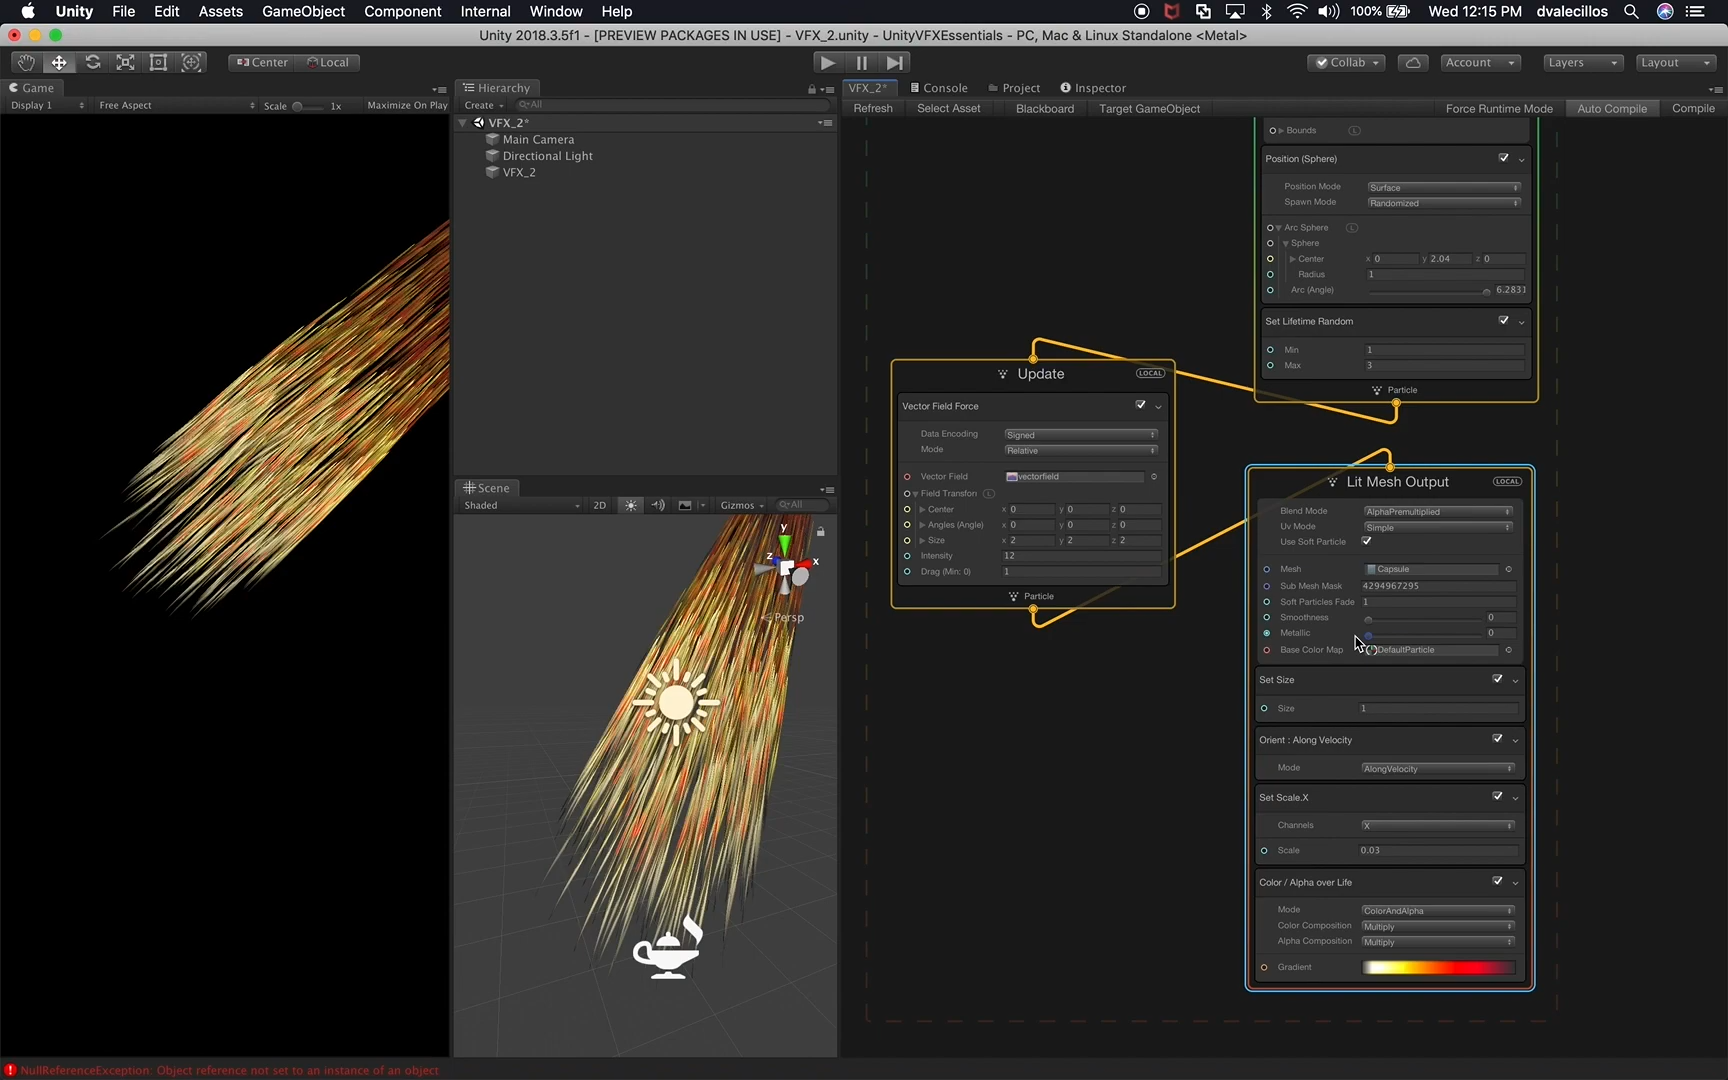 Unity File Edit Assets GameObject Component Internal Window Help 100% Wed 12:15 PM dvalecillos
Unity 2018.3.5f1 - [PREVIEW PACKAGES IN USE] - VFX_2.unity - UnityVFXEssentials - PC, Mac & Linux Standalone <Metal>
Center Local Collab Account Layers Layout
Game
Display 1 Free Aspect Scale 1x Maximize On Play
Hierarchy
Create All
VFX_2*
Main Camera
Directional Light
VFX_2
Scene
Shaded 2D Gizmos All
y
z x
Persp
VFX_2* Console Project Inspector
Refresh Select Asset Blackboard Target GameObject Force Runtime Mode Auto Compile Compile
Bounds L
Position (Sphere)
Position Mode Surface
Spawn Mode Randomized
Arc Sphere L
Sphere
Center x 0 y 2.04 z 0
Radius 1
Arc (Angle) 6.2831
Set Lifetime Random
Min 1
Max 3
Particle
Update LOCAL
Vector Field Force
Data Encoding Signed
Mode Relative
Vector Field vectorfield
Field Transforn L
Center x 0 y 0 z 0
Angles (Angle) x 0 y 0 z 0
Size x 2 y 2 z 2
Intensity 12
Drag (Min: 0) 1
Particle
Lit Mesh Output LOCAL
Blend Mode AlphaPremultiplied
Uv Mode Simple
Use Soft Particle
Mesh Capsule
Sub Mesh Mask 4294967295
Soft Particles Fade 1
Smoothness 0
Metallic 0
Base Color Map DefaultParticle
Set Size
Size 1
Orient : Along Velocity
Mode AlongVelocity
Set Scale.X
Channels X
Scale 0.03
Color / Alpha over Life
Mode ColorAndAlpha
Color Composition Multiply
Alpha Composition Multiply
Gradient
NullReferenceException: Object reference not set to an instance of an object